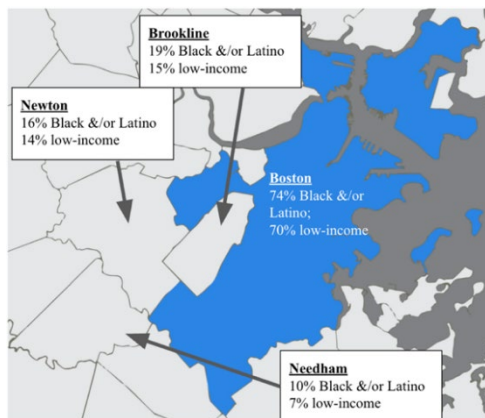 Brookline
19% Black &/or Latino
15% low-income
Newton
16% Black &/or Latino
14% low-income
Boston
74% Black &/or
Latino;
70% low-income
Needham
10% Black &/or Latino
7% low-income